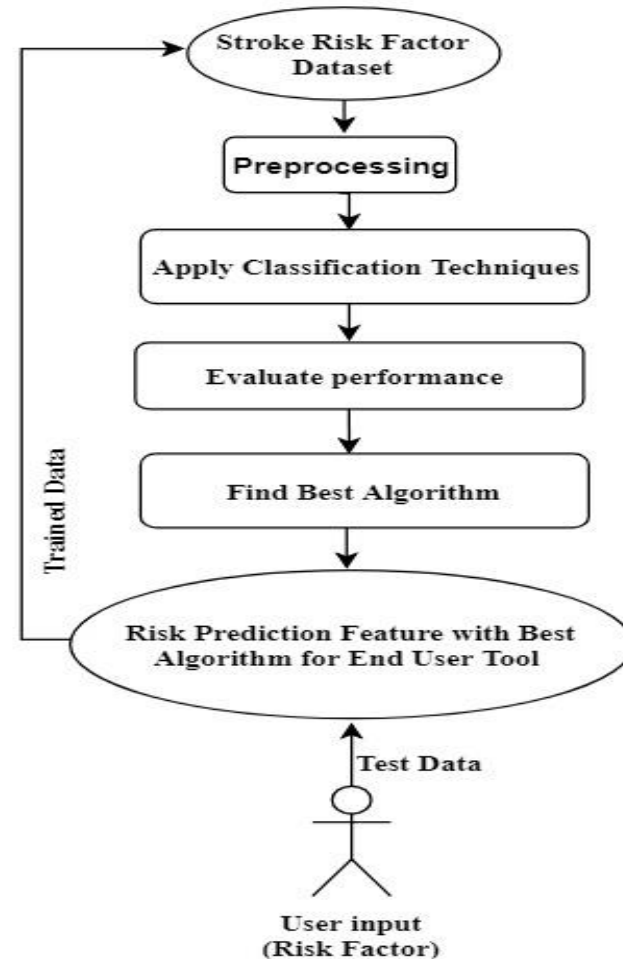 Stroke Risk Factor
Dataset
Preprocessing
Apply Classification Techniques
Evaluate performance
Find Best Algorithm
Trained Data
Risk Prediction Feature with Best
Algorithm for End User Tool
Test Data
User input
(Risk Factor)